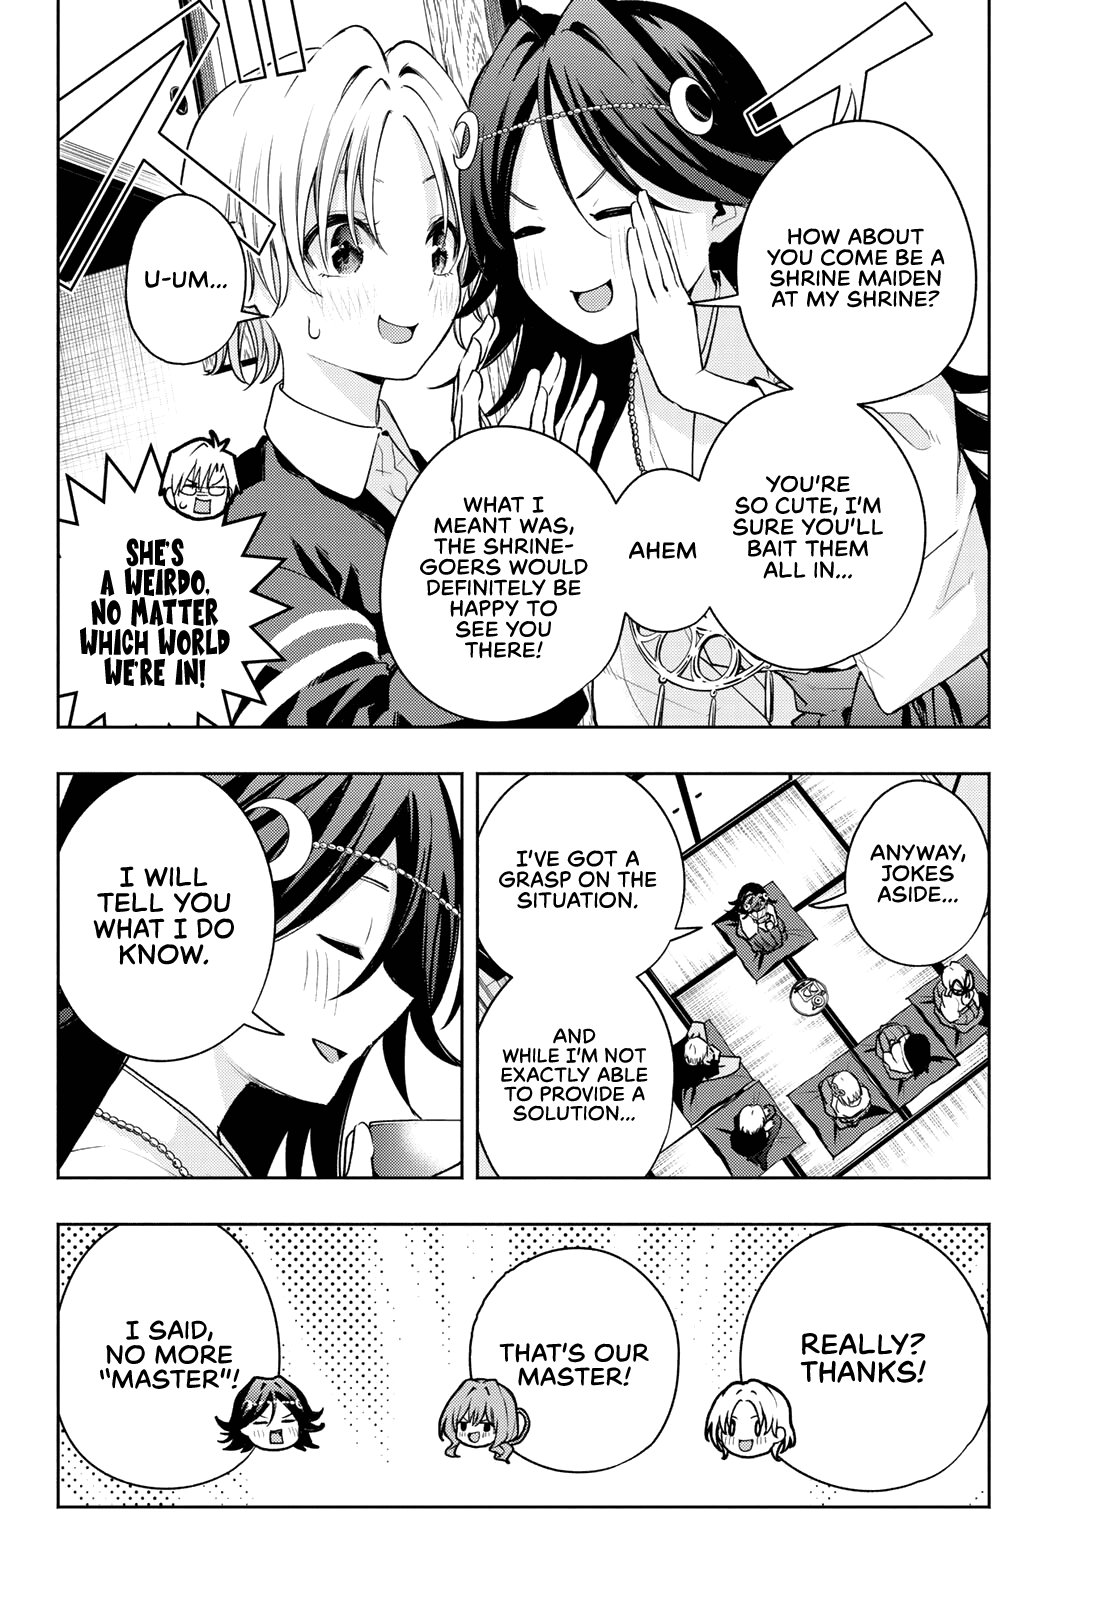 HOW ABOUT
YOU COME BE A
SHRINE MAIDEN
AT MY SHRINE?
YOU'RE
SO CUTE, I'M
SURE YOU'LL
BAIT THEM
ALL IN...
AHEM
WHAT I
MEANT WAS,
THE SHRINE-
GOERS WOULD
DEFINITELY BE
HAPPY TO
SEE YOU
THERE!
U-UM...
SHE'S
A WEIRDO,
NO MATTER
WHICH WORLD
WE'RE IN!
ANYWAY,
JOKES
ASIDE...
I'VE GOT A
GRASP ON THE
SITUATION.
AND
WHILE I'M NOT
EXACTLY ABLE
TO PROVIDE A
SOLUTION...
I WILL
TELL YOU
WHAT I DO
KNOW.
REALLY?
THANKS!
THAT'S OUR
MASTER!
I SAID,
NO MORE
"MASTER"!